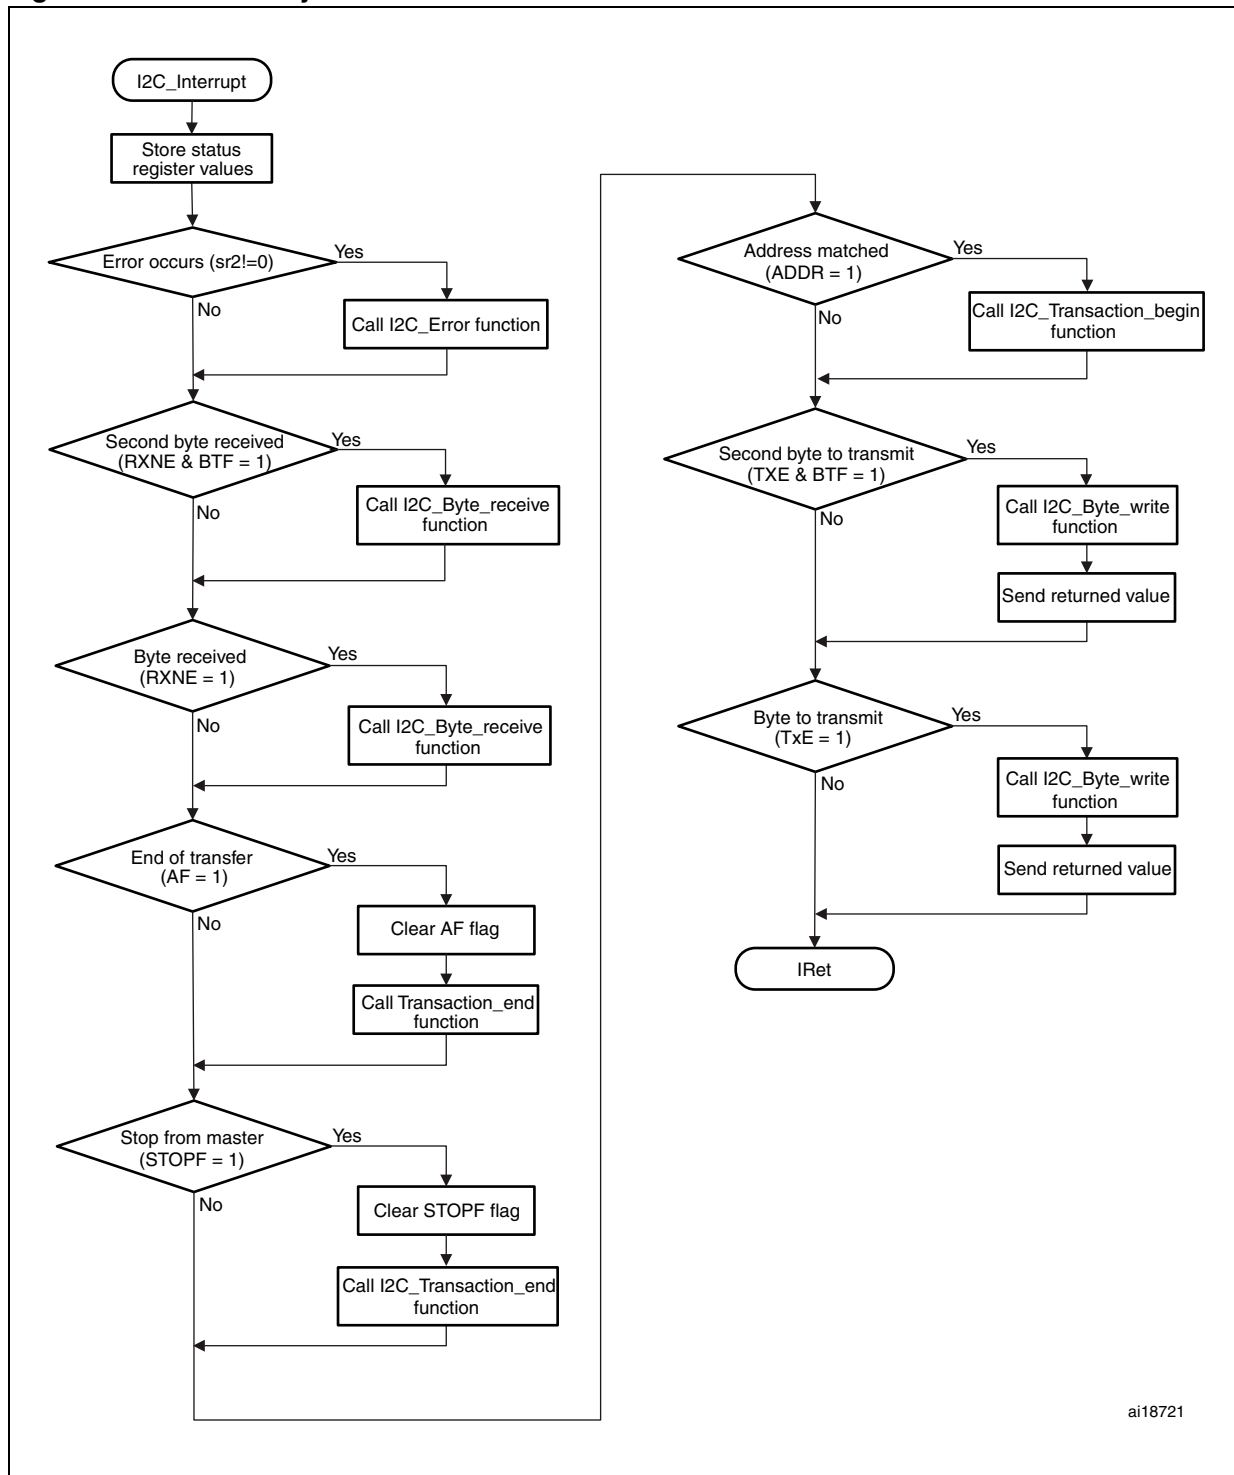 I2C_Interrupt
Store status
register values
Error occurs (sr2!=0)
Yes
No
Call I2C_Error function
Second byte received
(RXNE & BTF = 1)
Yes
No
Call I2C_Byte_receive
function
Byte received
(RXNE = 1)
Yes
No
Call I2C_Byte_receive
function
End of transfer
(AF = 1)
Yes
No
Clear AF flag
Call Transaction_end
function
Stop from master
(STOPF = 1)
Yes
No
Clear STOPF flag
Call I2C_Transaction_end
function
Address matched
(ADDR = 1)
Yes
No
Call I2C_Transaction_begin
function
Second byte to transmit
(TXE & BTF = 1)
Yes
No
Call I2C_Byte_write
function
Send returned value
Byte to transmit
(TxE = 1)
Yes
No
Call I2C_Byte_write
function
Send returned value
IRet
ai18721